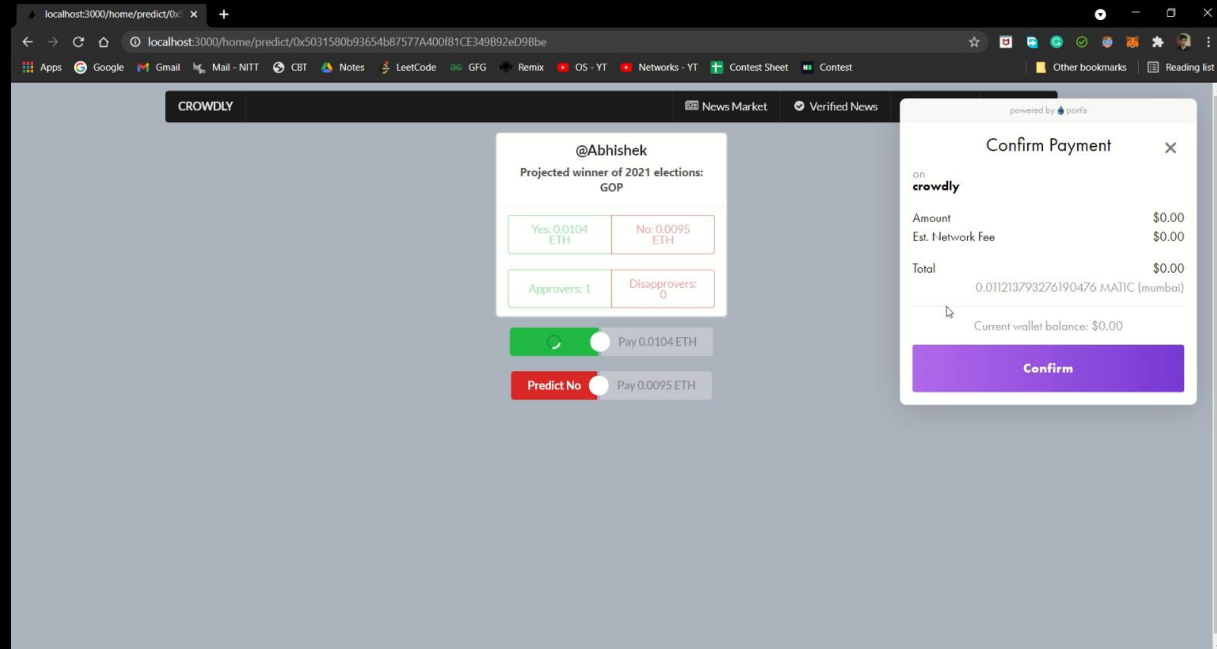 localhost:3000/home/predict/0x5
localhost:3000/home/predict/0x5031580b93654b87577A400f81CE349B92eD9Bbe
Apps Google Gmail Mail - NITT CBT Notes LeetCode GFG Remix OS - YT Networks - YT Contest Sheet Contest Other bookmarks Reading list
CROWDLY News Market Verified News
@Abhishek
Projected winner of 2021 elections:
GOP
Yes: 0.0104
ETH
No: 0.0095
ETH
Approvers: 1
Disapprovers:
0
Pay 0.0104 ETH
Predict No Pay 0.0095 ETH
powered by portis
Confirm Payment
on
crowdly
Amount $0.00
Est. Network Fee $0.00
Total $0.00
0.011213793276190476 MATIC (mumbai)
Current wallet balance: $0.00
Confirm